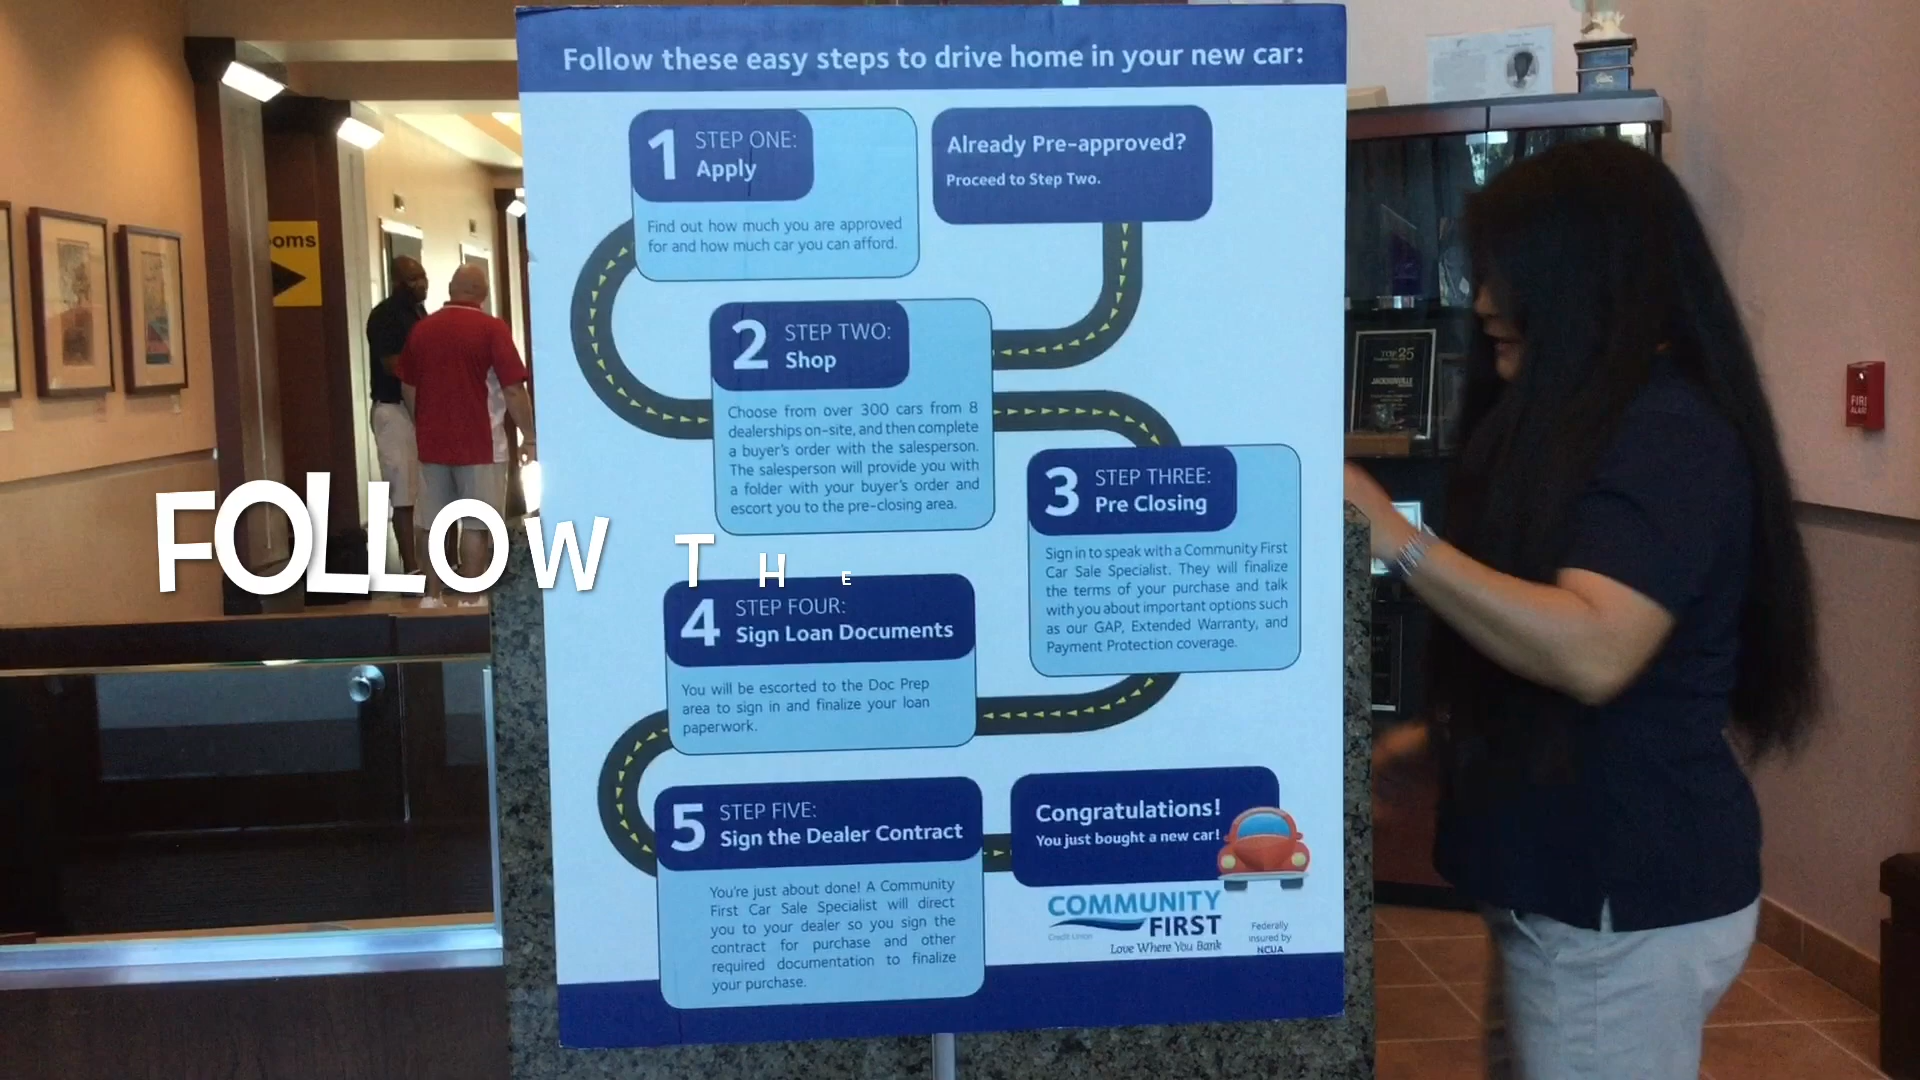 Follow these easy steps to drive home in your new car:
1 STEP ONE:
Apply
Find out how much you are approved
for and how much car you can afford.
Already Pre-approved?
Proceed to Step Two.
2 STEP TWO:
Shop
Choose from over 300 cars from 8
dealerships on-site, and then complete
a buyer's order with the salesperson.
The salesperson will provide you with
a folder with your buyer's order and
escort you to the pre-closing area.
3 STEP THREE:
Pre Closing
Sign in to speak with a Community First
Car Sale Specialist. They will finalize
the terms of your purchase and talk
with you about important options such
as our GAP, Extended Warranty, and
Payment Protection coverage.
4 STEP FOUR:
Sign Loan Documents
You will be escorted to the Doc Prep
area to sign in and finalize your loan
paperwork.
5 STEP FIVE:
Sign the Dealer Contract
You're just about done! A Community
First Car Sale Specialist will direct
you to your dealer so you sign the
contract for purchase and other
required documentation to finalize
your purchase.
Congratulations!
You just bought a new car!
COMMUNITY
FIRST
Credit Union
Love Where You Bank
Federally
insured by
NCUA
FOLLOW THE
ooms
TOP 25
JACKSONVILLE
FIRE
ALARM